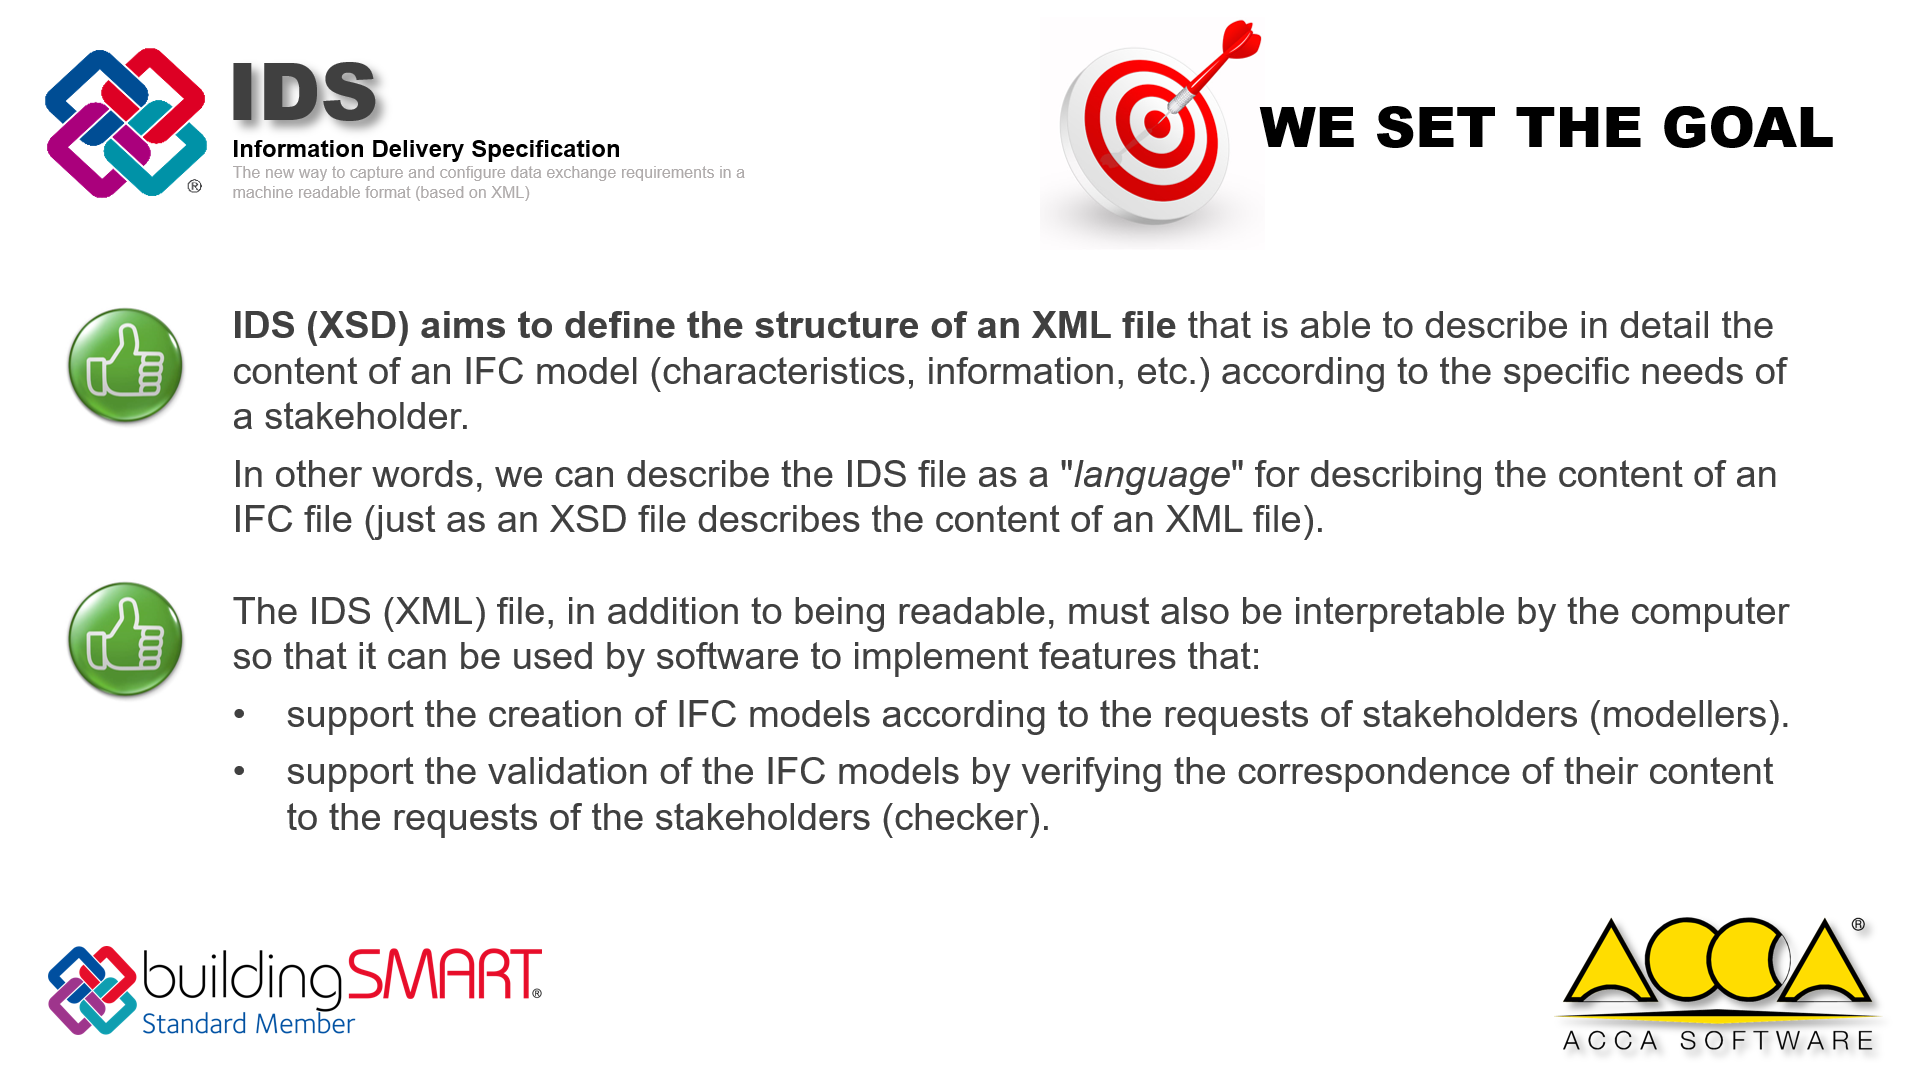 IDS
Information Delivery Specification
The new way to capture and configure data exchange requirements in a
machine readable format (based on XML)
®
WE SET THE GOAL
IDS (XSD) aims to define the structure of an XML file that is able to describe in detail the
content of an IFC model (characteristics, information, etc.) according to the specific needs of
a stakeholder.
In other words, we can describe the IDS file as a "language" for describing the content of an
IFC file (just as an XSD file describes the content of an XML file).
The IDS (XML) file, in addition to being readable, must also be interpretable by the computer
so that it can be used by software to implement features that:
• support the creation of IFC models according to the requests of stakeholders (modellers).
• support the validation of the IFC models by verifying the correspondence of their content
to the requests of the stakeholders (checker).
buildingSMART®
Standard Member
ACCA®
ACCA SOFTWARE